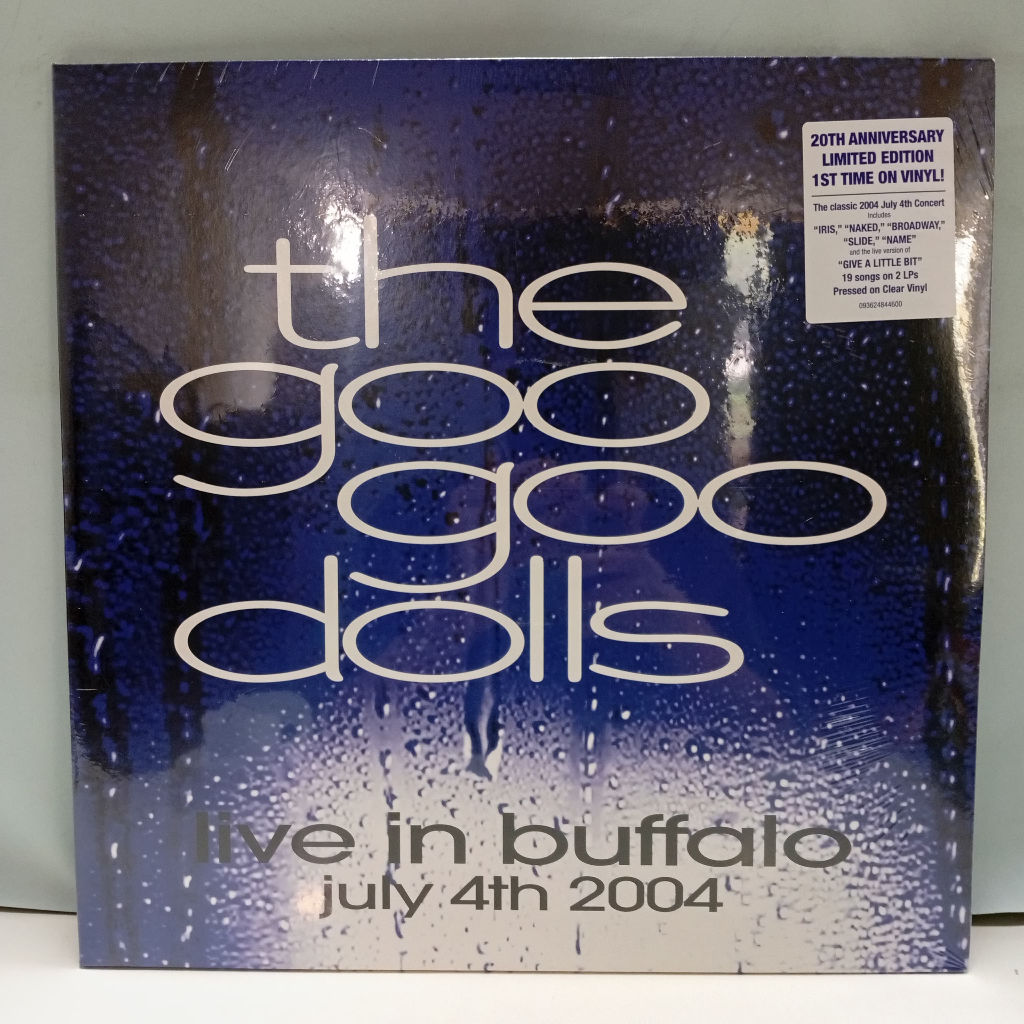 the
goo
goo
dolls
live in buffalo
july 4th 2004
20TH ANNIVERSARY
LIMITED EDITION
1ST TIME ON VINYL!
The classic 2004 July 4th Concert
Includes
"IRIS," "NAKED," "BROADWAY,"
"SLIDE," "NAME"
and the live version of
"GIVE A LITTLE BIT"
19 songs on 2 LPs
Pressed on Clear Vinyl
093624844600